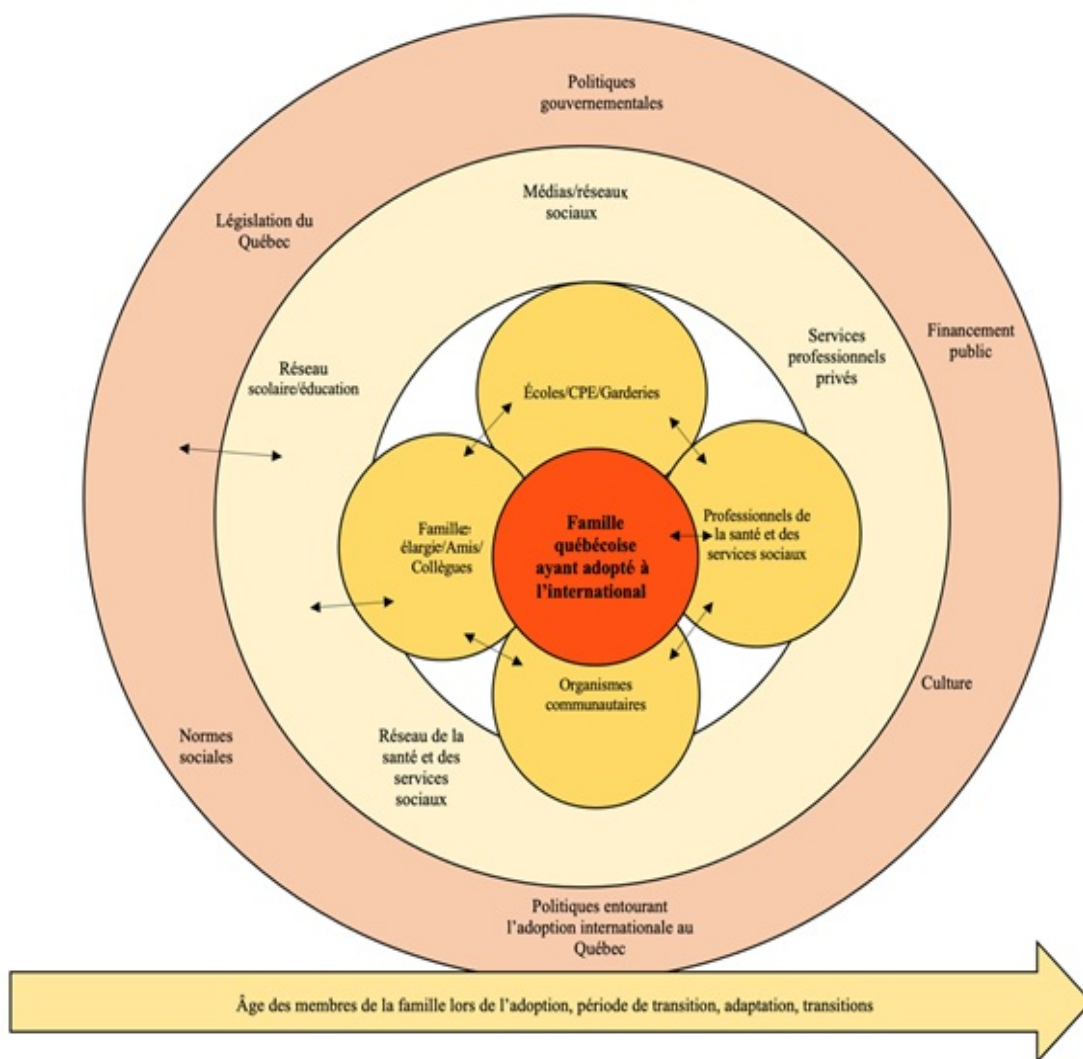 Politiques
gouvernementales
Médias/réseaux
sociaux
Législation du
Québec
Services
professionnels
privés
Financement
public
Réseau
scolaire/éducation
Écoles/CPE/Garderies
Famille
élargie/Amis/
Collègues
Famille
québécoise
ayant adopté à
l'international
Professionnels de
la santé et des
services sociaux
Organismes
communautaires
Culture
Normes
sociales
Réseau de la
santé et des
services
sociaux
Politiques entourant
l'adoption internationale au
Québec
Âge des membres de la famille lors de l'adoption, période de transition, adaptation, transitions